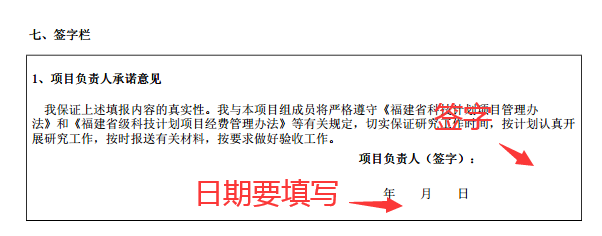 七、签字栏
1、项目负责人承诺意见
我保证上述填报内容的真实性。我与本项目组成员将严格遵守《福建省科技计划项目管理办
法》和《福建省级科技计划项目经费管理办法》等有关规定，切实保证研究工作时间，按计划认真开
展研究工作，按时报送有关材料，按要求做好验收工作。
签字
项目负责人（签字）：
日期要填写
年 月 日